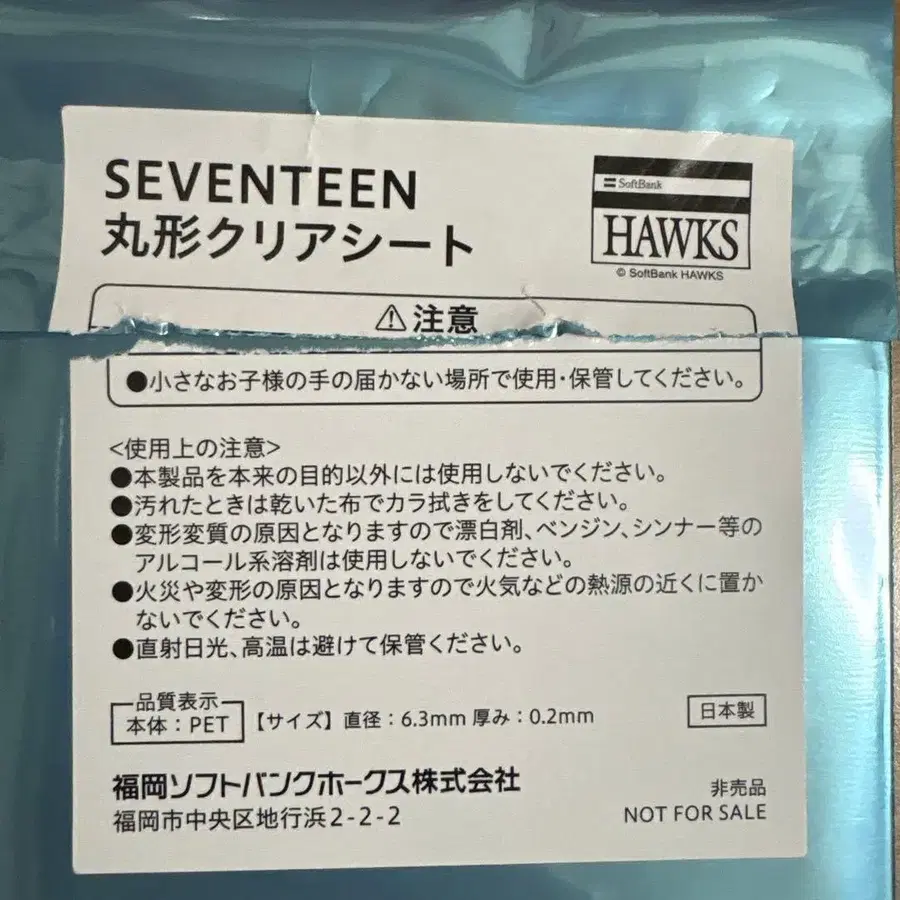 SEVENTEEN
丸形クリアシート
SoftBank
HAWKS
© SoftBank HAWKS
⚠注意
●小さなお子様の手の届かない場所で使用・保管してください。
<使用上の注意>
●本製品を本来の目的以外には使用しないでください。
●汚れたときは乾いた布でカラ拭きをしてください。
●変形変質の原因となりますので漂白剤、ベンジン、シンナー等の
アルコール系溶剤は使用しないでください。
●火災や変形の原因となりますので火気などの熱源の近くに置か
ないでください。
●直射日光、高温は避けて保管ください。
品質表示
本体：PET
【サイズ】直径：6.3mm 厚み：0.2mm
日本製
福岡ソフトバンクホークス株式会社
福岡市中央区地行浜2-2-2
非売品
NOT FOR SALE